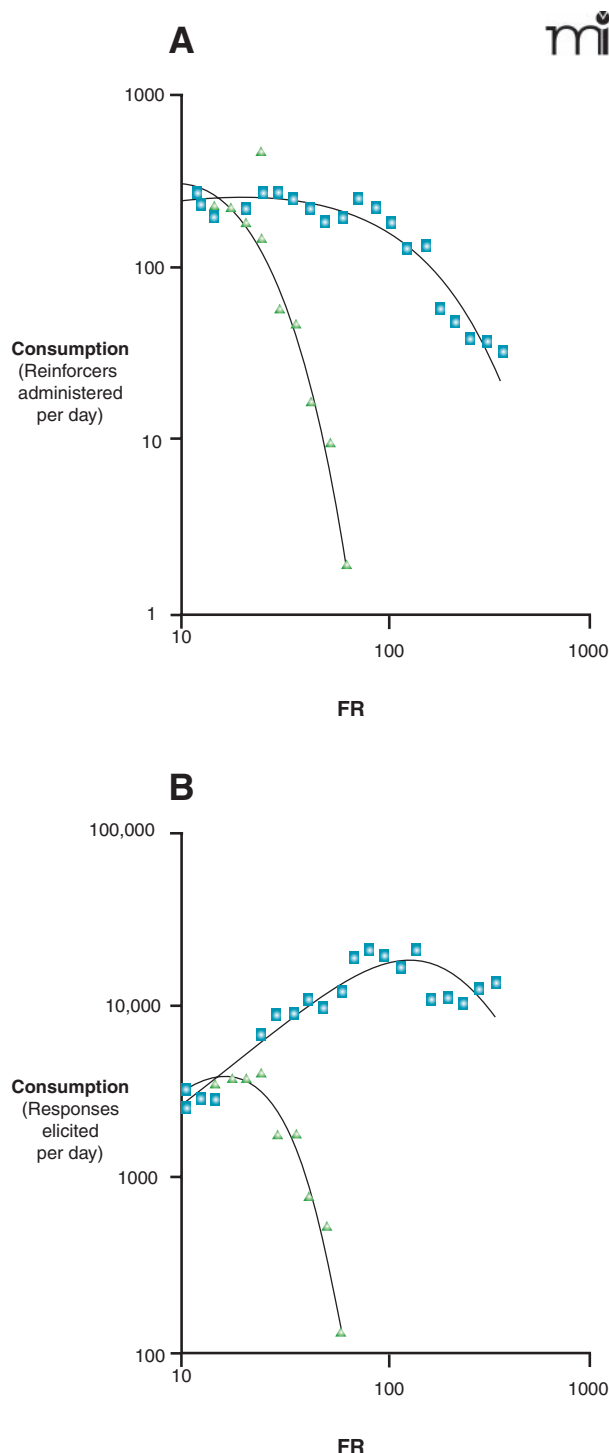 A
mi
1000
100
Consumption
(Reinforcers
administered
per day)
10
1
10
100
1000
FR
B
100,000
10,000
Consumption
(Responses
elicited
per day)
1000
100
10
100
1000
FR